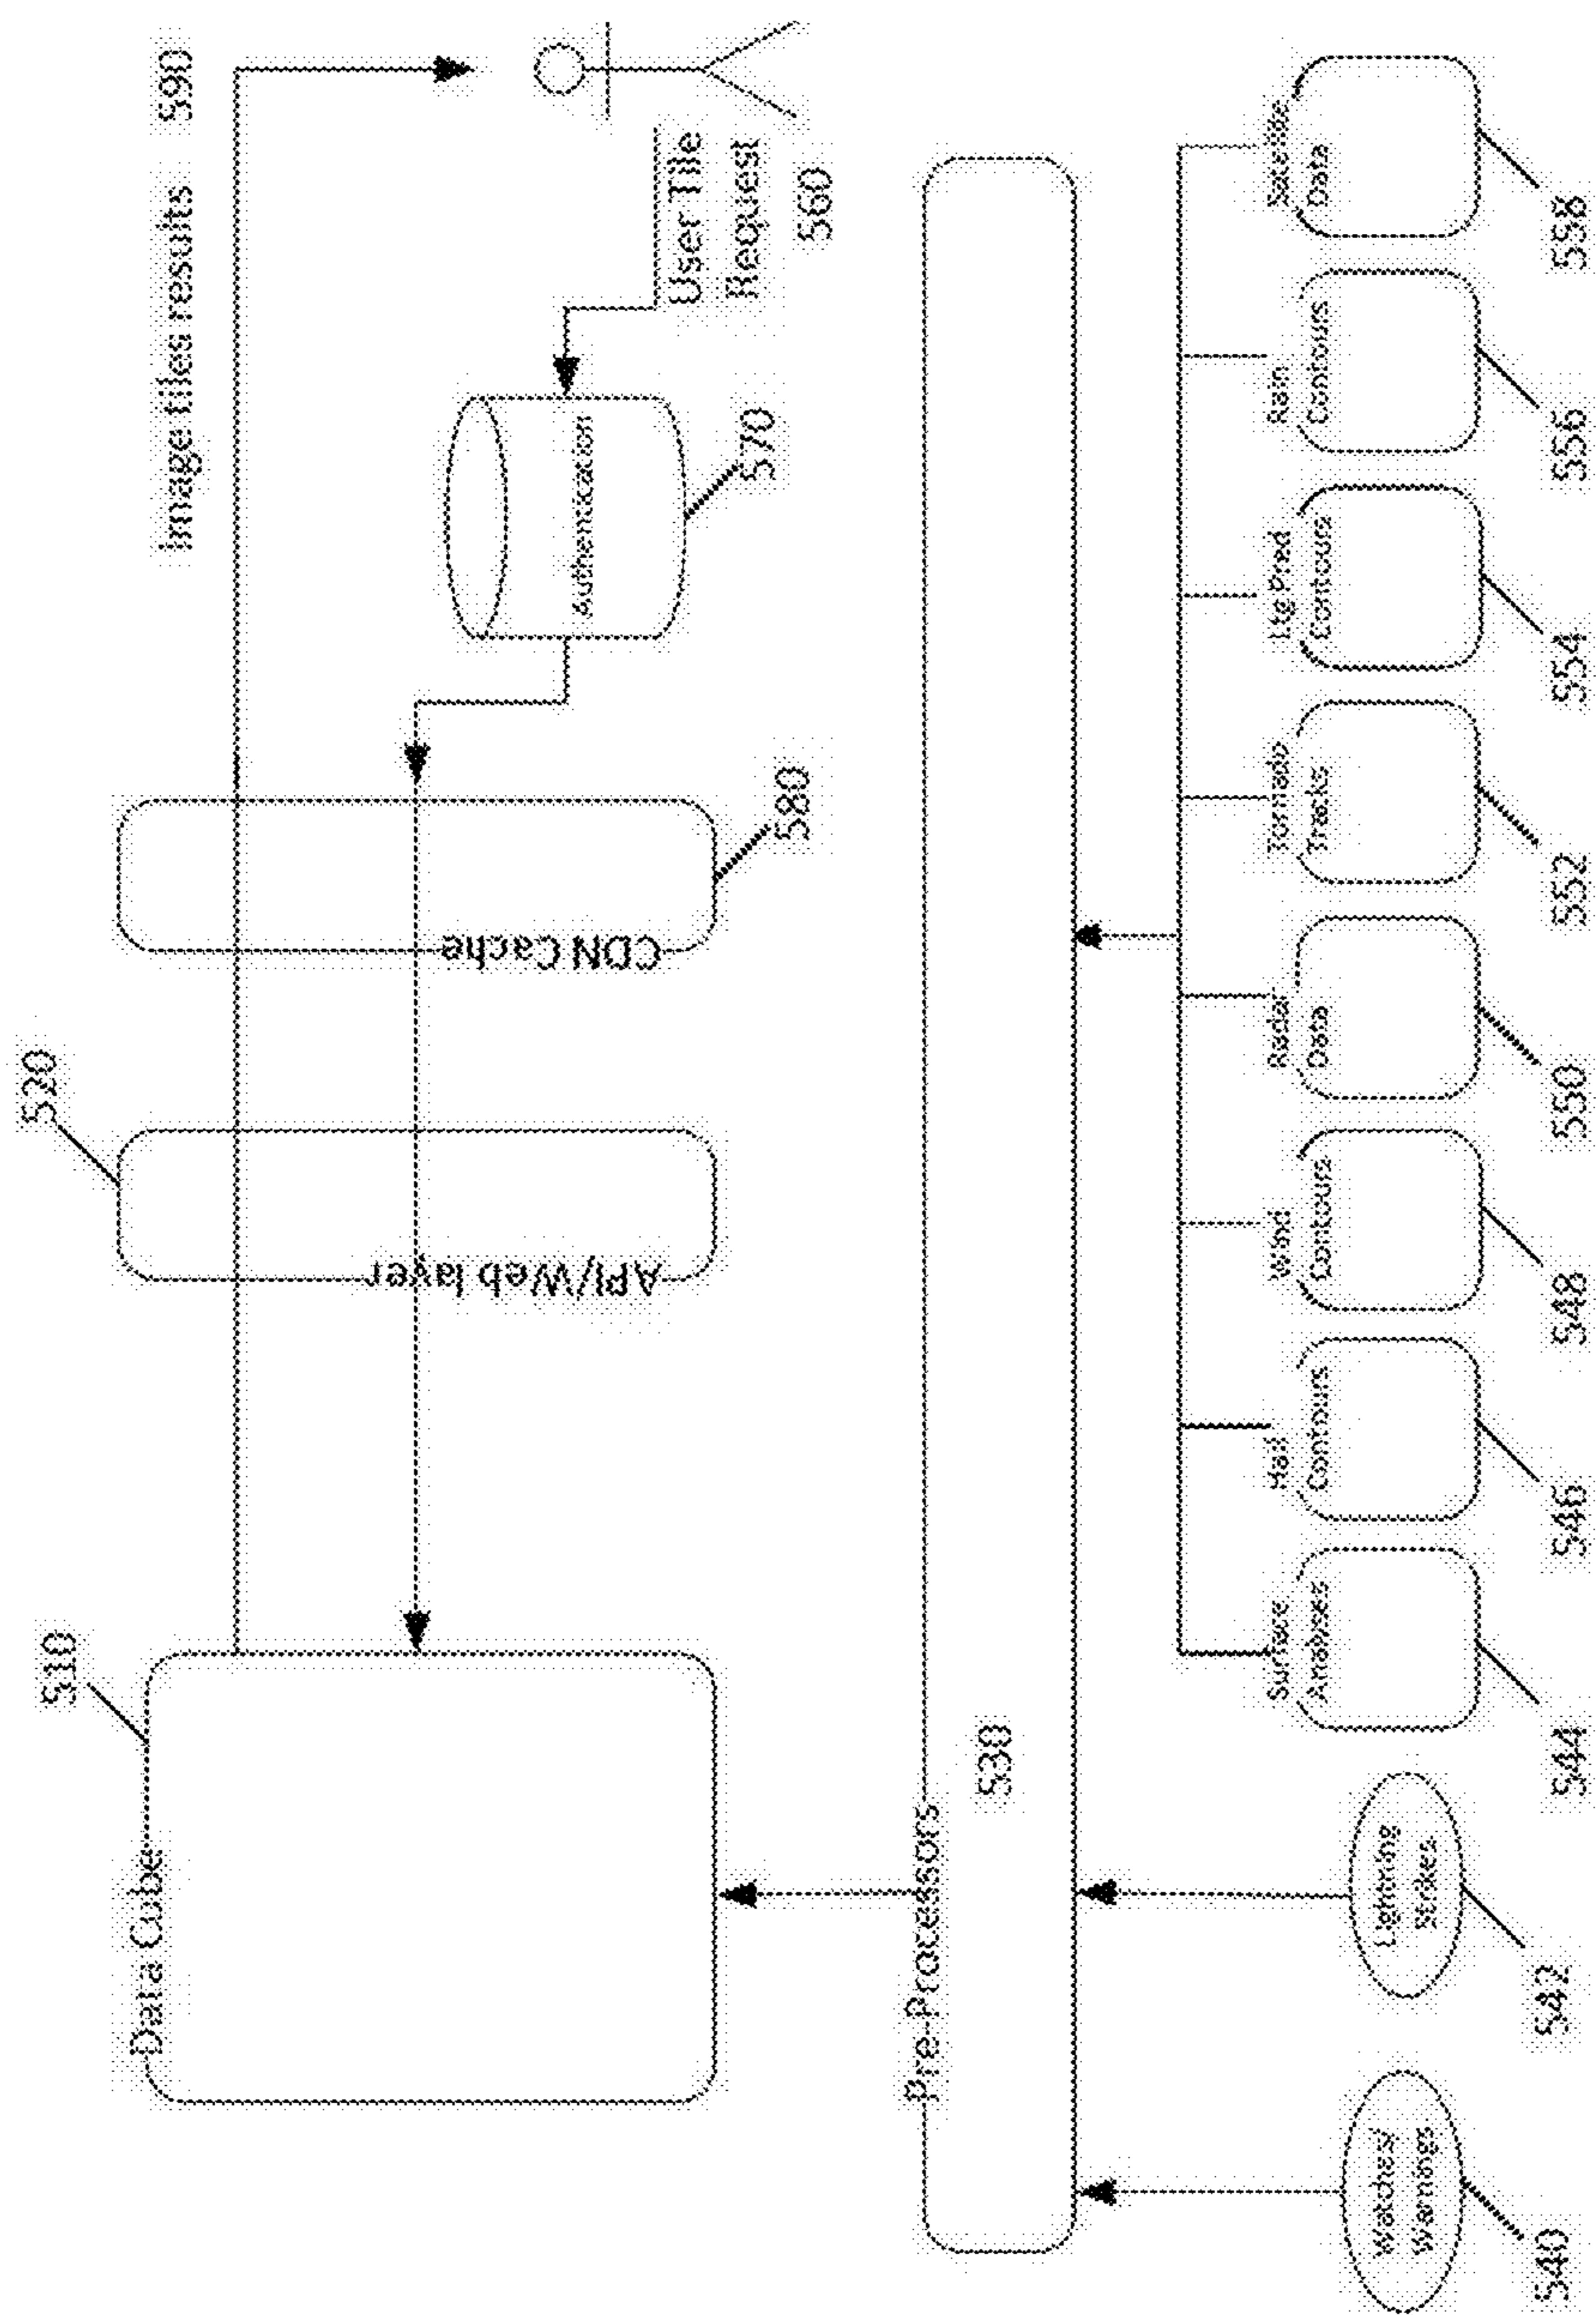 510
520
Image tiles results 590
Data Cube
API/Web layer
CDN Cache
580
Authentication
570
User Tile
Request
560
Pre-Processors
530
Watches/
Warnings
540
Lightning
Strikes
542
Surface
Analyses
544
Hail
Contours
546
Wind
Contours
548
Radar
Data
550
Tornado
Tracks
552
Ltg Pred
Contours
554
Rain
Contours
556
Satellite
Data
558